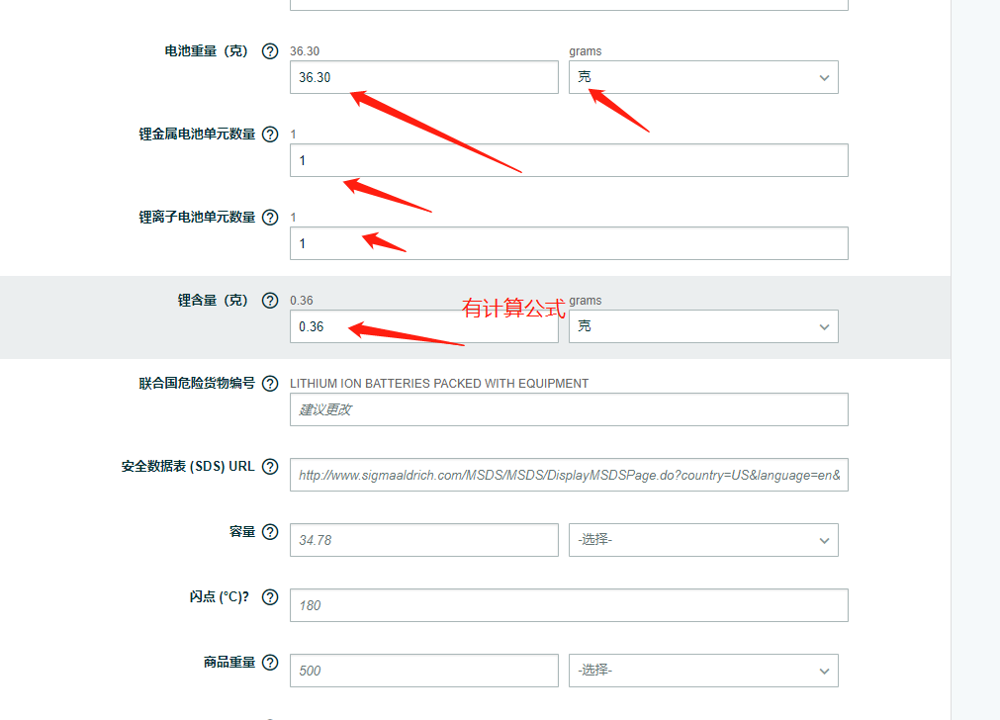 电池重量（克） 36.30 grams
36.30 克
锂金属电池单元数量 1
1
锂离子电池单元数量 1
1
锂含量（克） 0.36 有计算公式 grams
0.36 克
联合国危险货物编号 LITHIUM ION BATTERIES PACKED WITH EQUIPMENT
建议更改
安全数据表 (SDS) URL http://www.sigmaaldrich.com/MSDS/MSDS/DisplayMSDSPage.do?country=US&language=en&
容量 34.78 -选择-
闪点 (°C)? 180
商品重量 500 -选择-